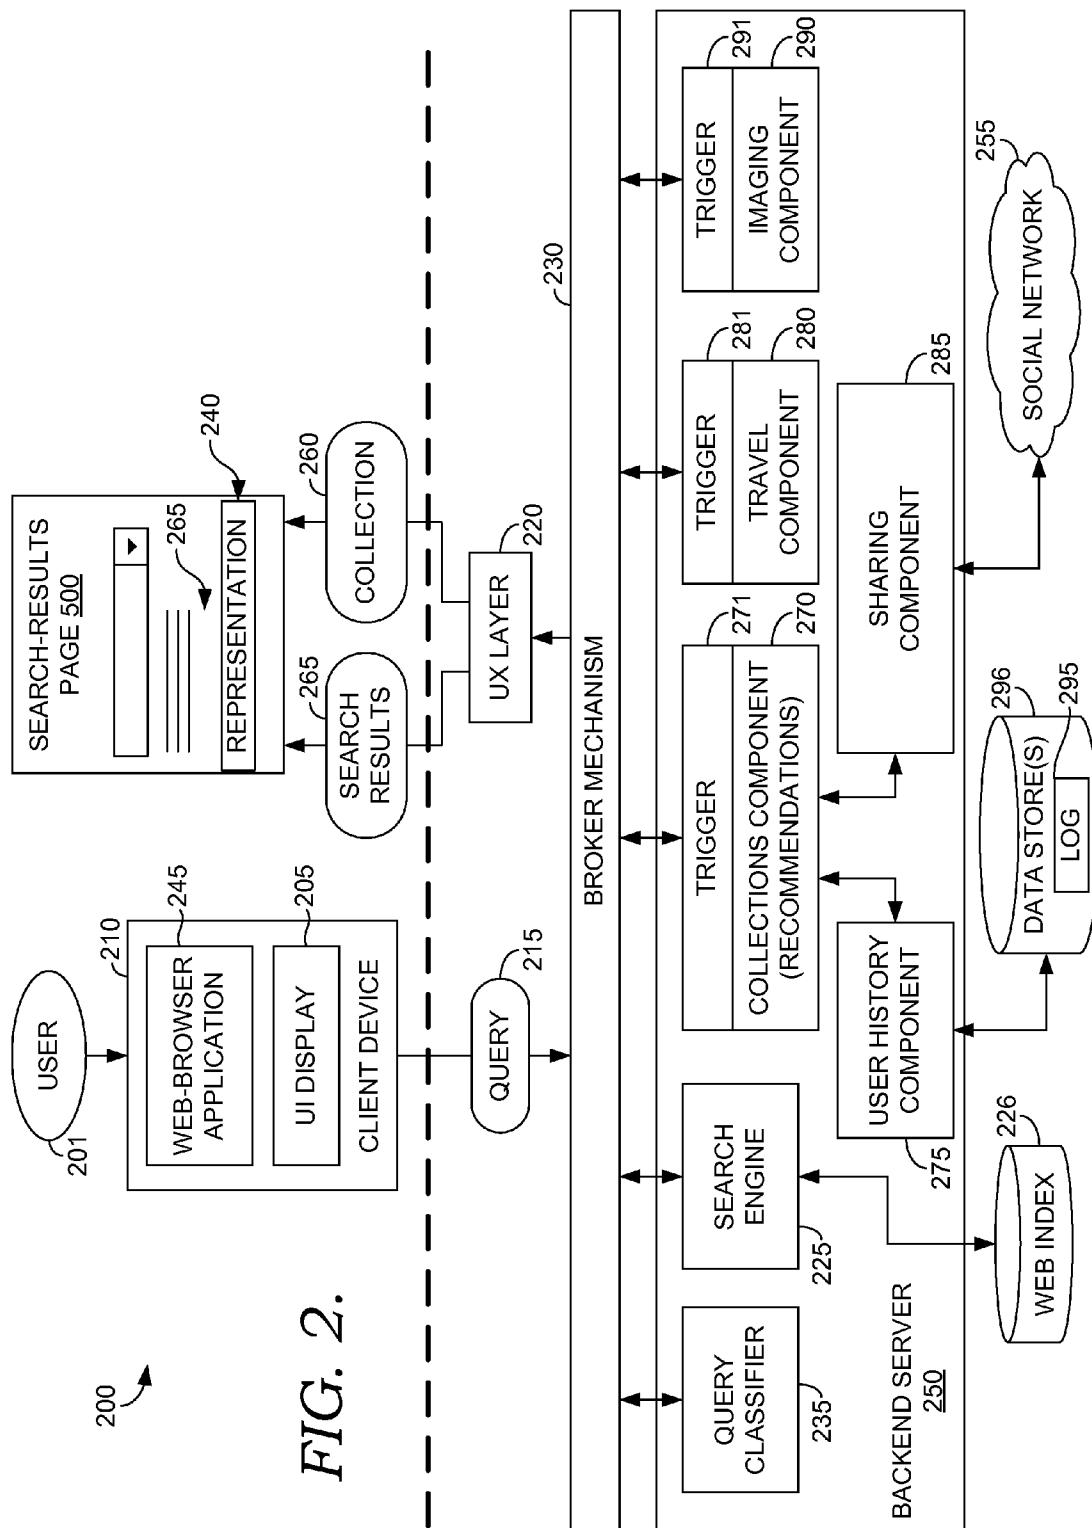 200
FIG. 2.
USER
201
210
WEB-BROWSER
APPLICATION
245
UI DISPLAY
205
CLIENT DEVICE
QUERY
215
SEARCH-RESULTS
PAGE 500
265
REPRESENTATION
240
SEARCH
RESULTS
265
COLLECTION
260
UX LAYER
220
BROKER MECHANISM
230
QUERY
CLASSIFIER
235
SEARCH
ENGINE
225
TRIGGER
271
COLLECTIONS COMPONENT
(RECOMMENDATIONS)
270
TRIGGER
281
TRAVEL
COMPONENT
280
TRIGGER
291
IMAGING
COMPONENT
290
USER HISTORY
COMPONENT
275
SHARING
COMPONENT
285
BACKEND SERVER
250
WEB INDEX
226
DATA STORE(S)
296
LOG
295
SOCIAL NETWORK
255